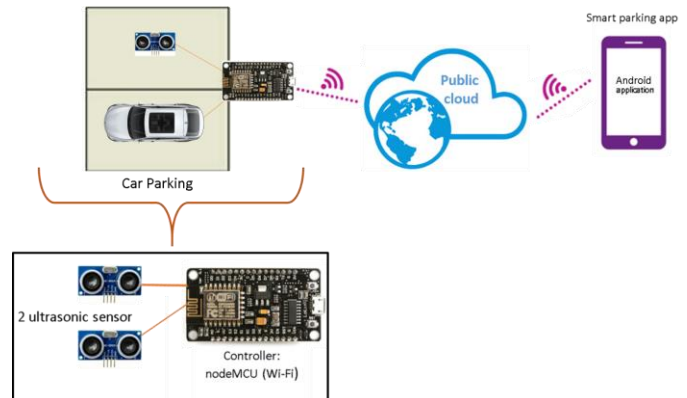 Smart parking app
Public
cloud
Android
application
Car Parking
2 ultrasonic sensor
Controller:
nodeMCU (Wi-Fi)